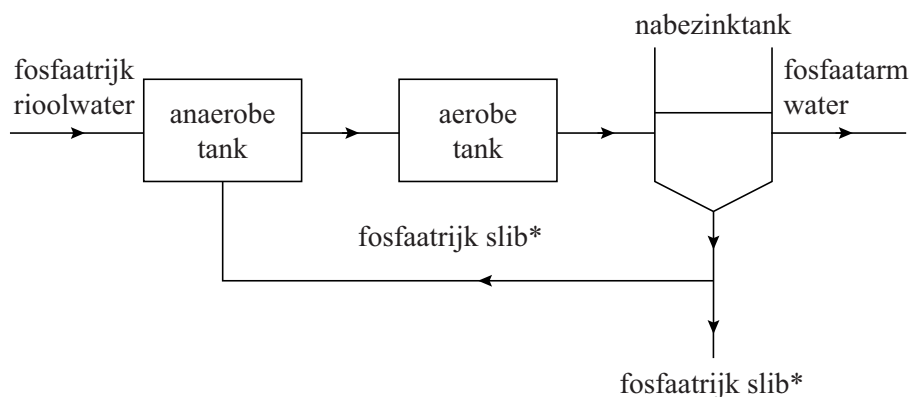 nabezinktank
fosfaatrijk
rioolwater
anaerobe
tank
aerobe
tank
fosfaatarm
water
fosfaatrijk slib*
fosfaatrijk slib*